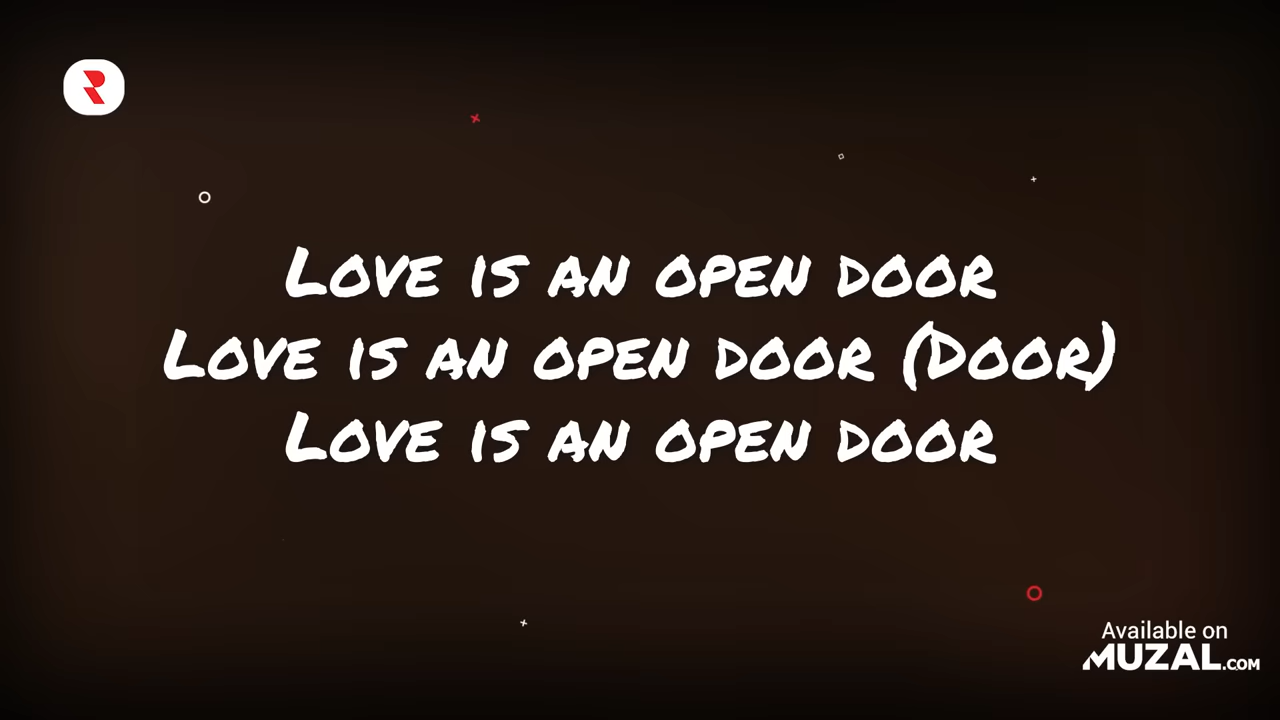 Love is an open door
Love is an open door (Door)
Love is an open door
Available on
MUZAL.COM